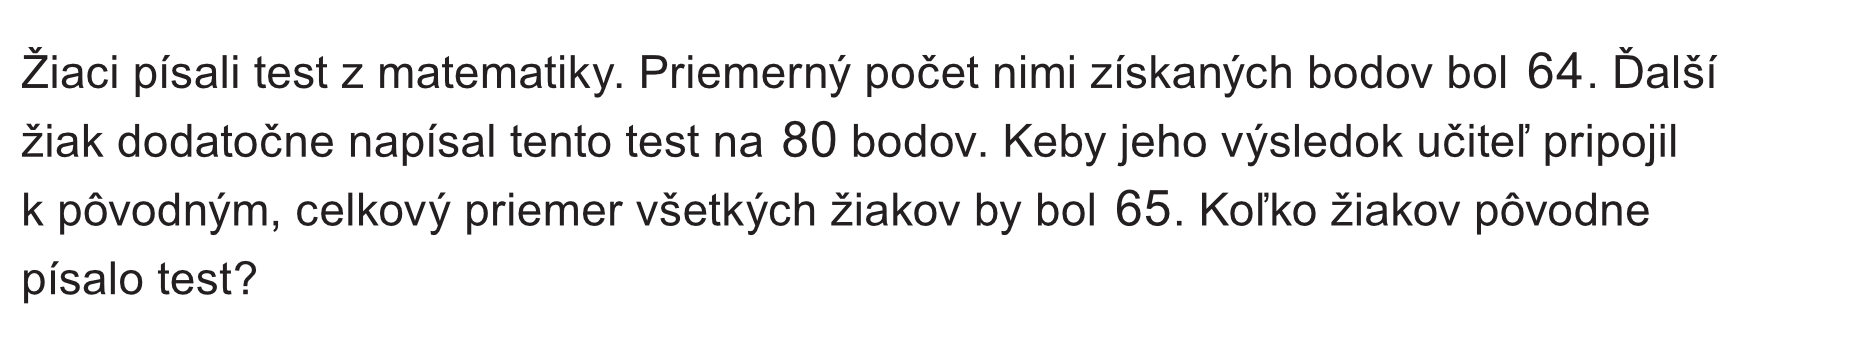 Žiaci písali test z matematiky. Priemerný počet nimi získaných bodov bol 64. Ďalší
žiak dodatočne napísal tento test na 80 bodov. Keby jeho výsledok učiteľ pripojil
k pôvodným, celkový priemer všetkých žiakov by bol 65. Koľko žiakov pôvodne
písalo test?